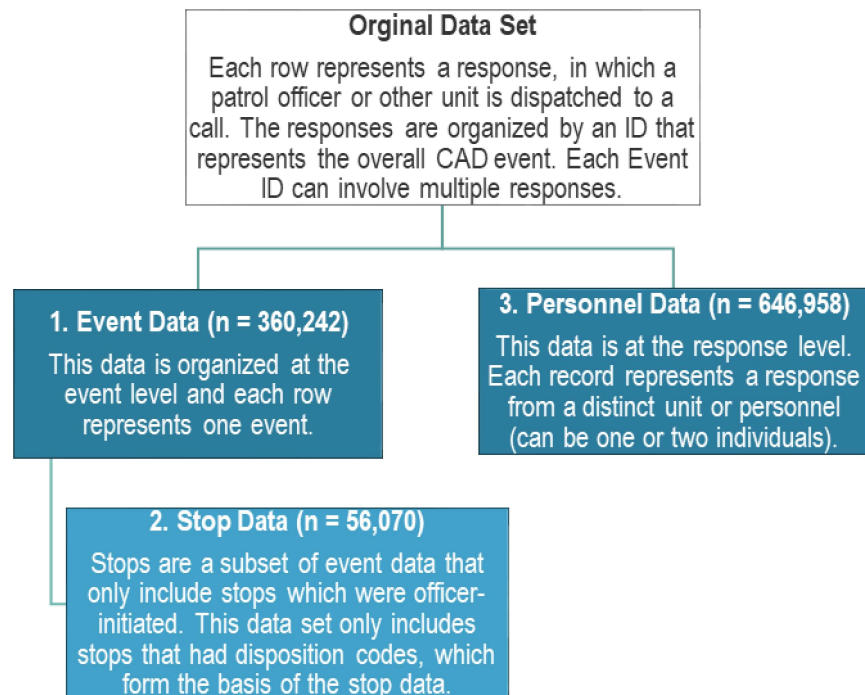 Orginal Data Set
Each row represents a response, in which a
patrol officer or other unit is dispatched to a
call. The responses are organized by an ID that
represents the overall CAD event. Each Event
ID can involve multiple responses.
1. Event Data (n = 360,242)
This data is organized at the
event level and each row
represents one event.
3. Personnel Data (n = 646,958)
This data is at the response level.
Each record represents a response
from a distinct unit or personnel
(can be one or two individuals).
2. Stop Data (n = 56,070)
Stops are a subset of event data that
only include stops which were officer-
initiated. This data set only includes
stops that had disposition codes, which
form the basis of the stop data.